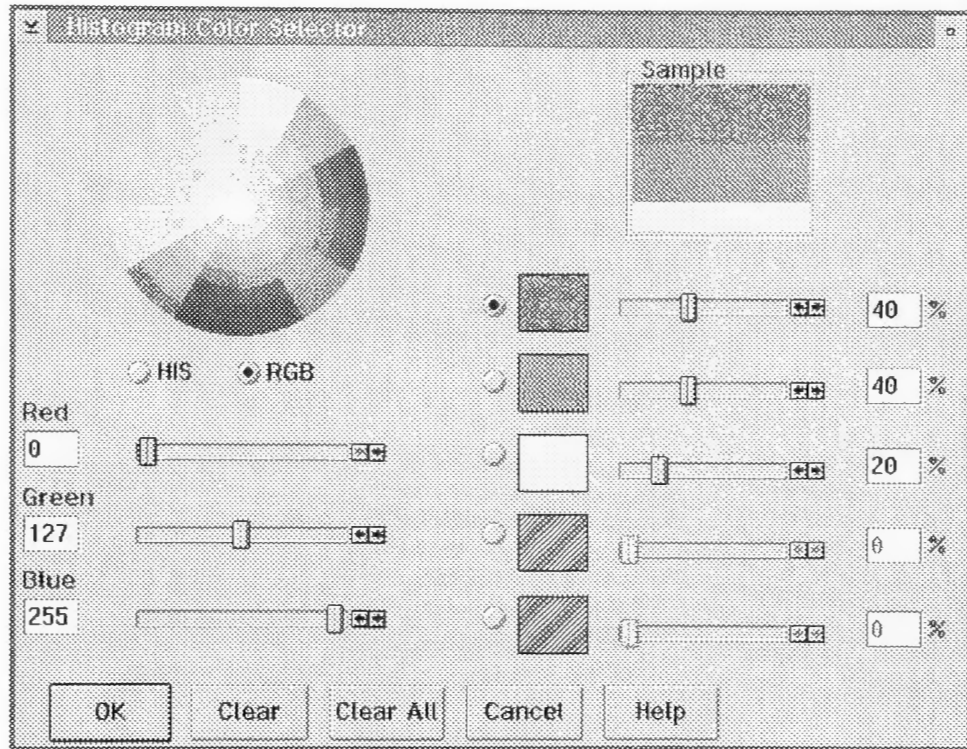 Histogram Color Selector
Sample
40 %
HIS RGB
40 %
Red
0
20 %
Green
127
0 %
Blue
255
0 %
OK Clear Clear All Cancel Help